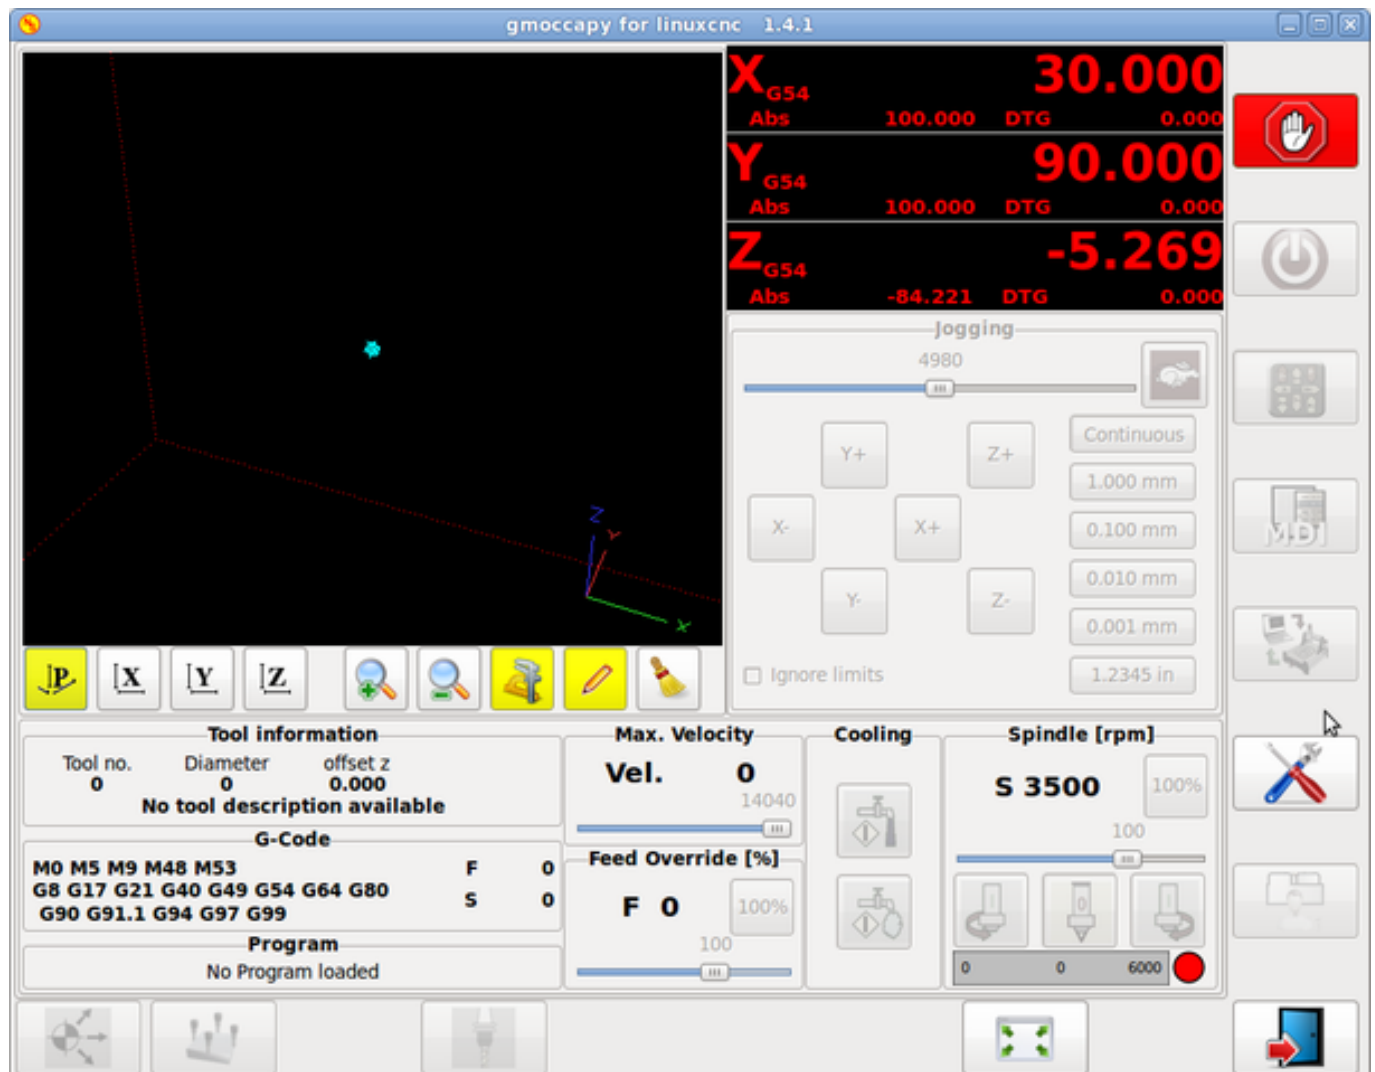 gmoccapy for linuxcnc 1.4.1
X G54 30.000
Abs 100.000 DTG 0.000
Y G54 90.000
Abs 100.000 DTG 0.000
Z G54 -5.269
Abs -84.221 DTG 0.000
Jogging
4980
Continuous
Y+ Z+
1.000 mm
X- X+
0.100 mm
0.010 mm
Y- Z-
0.001 mm
Ignore limits
1.2345 in
MDI
Z
Y
X
P X Y Z
Tool information
Tool no. Diameter offset z
0 0 0.000
No tool description available
G-Code
M0 M5 M9 M48 M53 F 0
G8 G17 G21 G40 G49 G54 G64 G80 S 0
G90 G91.1 G94 G97 G99
Program
No Program loaded
Max. Velocity
Vel. 0
14040
Feed Override [%]
F 0 100%
100
Cooling
Spindle [rpm]
S 3500 100%
100
1 0 1
0 0 6000